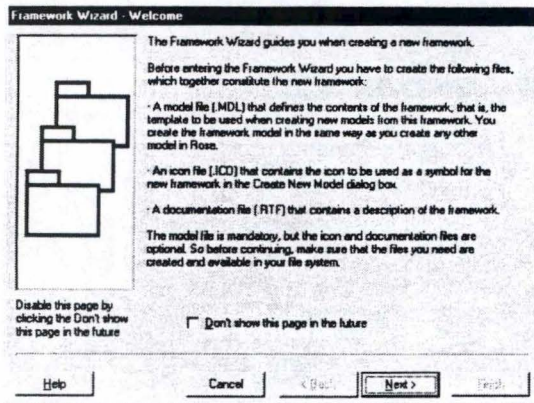 Framework Wizard - Welcome
The Framework Wizard guides you when creating a new framework.
Before entering the Framework Wizard you have to create the following files,
which together constitute the new framework:
- A model file [.MDL] that defines the contents of the framework, that is, the
template to be used when creating new models from this framework. You
create the framework model in the same way as you create any other
model in Rose.
- An icon file [.ICO] that contains the icon to be used as a symbol for the
new framework in the Create New Model dialog box.
- A documentation file [.RTF] that contains a description of the framework.
The model file is mandatory, but the icon and documentation files are
optional. So before continuing, make sure that the files you need are
created and available in your file system.
Disable this page by
clicking the Don't show
this page in the future
Don't show this page in the future
Help
Cancel
< Back
Next >
Finish